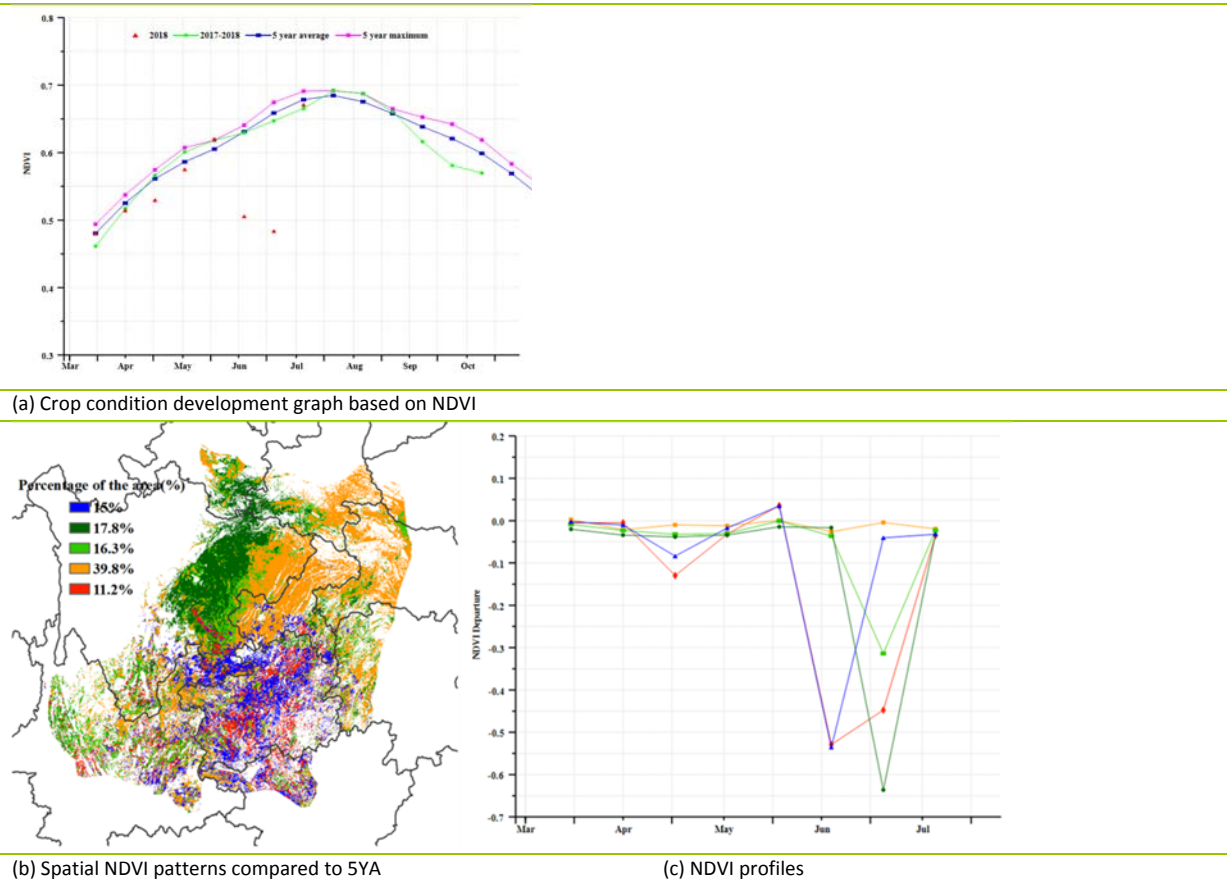 0.8
2018 2017-2018 5 year average 5 year maximum
0.7
0.6
NDVI
0.5
0.4
0.3
Mar Apr May Jun Jul Aug Sep Oct
(a) Crop condition development graph based on NDVI
Percentage of the area(%)
15%
17.8%
16.3%
39.8%
11.2%
0.2
0.1
0.0
-0.1
-0.2
NDVI Departure
-0.3
-0.4
-0.5
-0.6
-0.7
Mar Apr May Jun Jul
(b) Spatial NDVI patterns compared to 5YA
(c) NDVI profiles